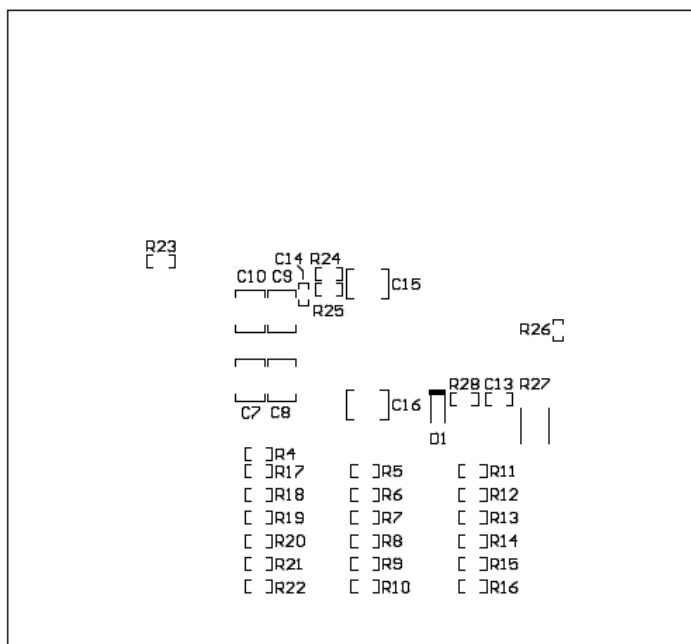 R23
C14 R24
C10 C9
C15
R25
R26
R28 C13 R27
C7 C8
C16
D1
R4
R17 R5 R11
R18 R6 R12
R19 R7 R13
R20 R8 R14
R21 R9 R15
R22 R10 R16